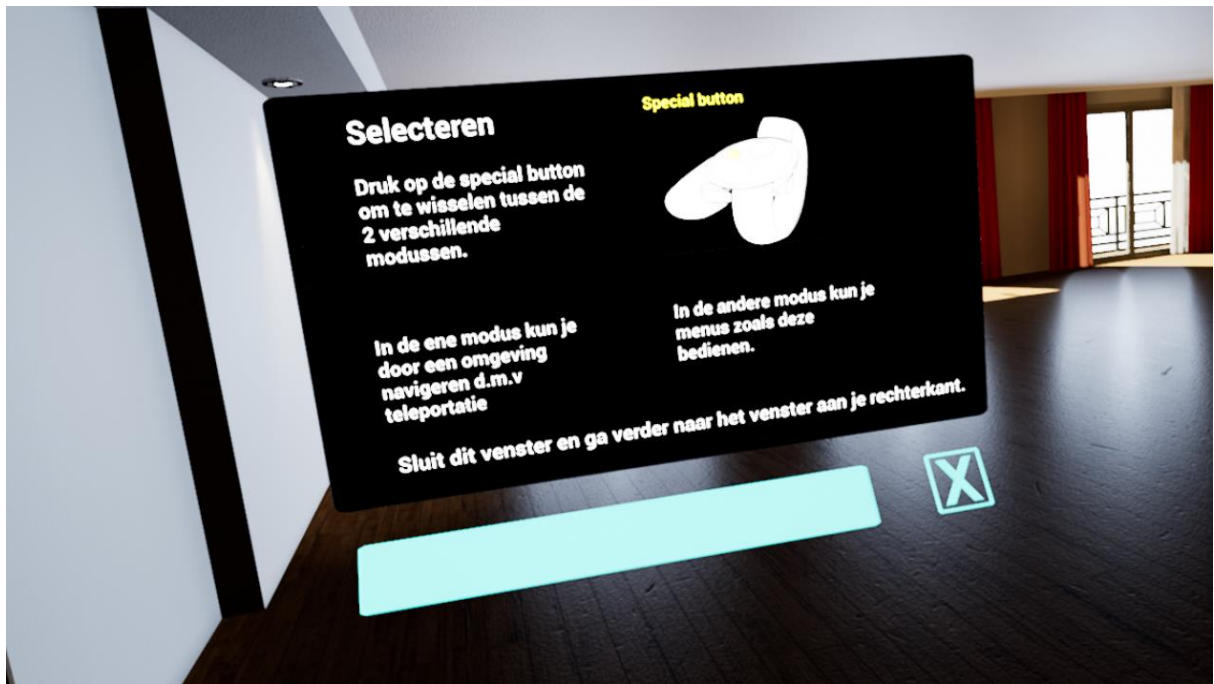 Selecteren
Druk op de special button
om te wisselen tussen de
2 verschillende
modussen.
Special button
In de ene modus kun je
door een omgeving
navigeren d.m.v
teleportatie
In de andere modus kun je
menus zoals deze
bedienen.
Sluit dit venster en ga verder naar het venster aan je rechterkant.
X